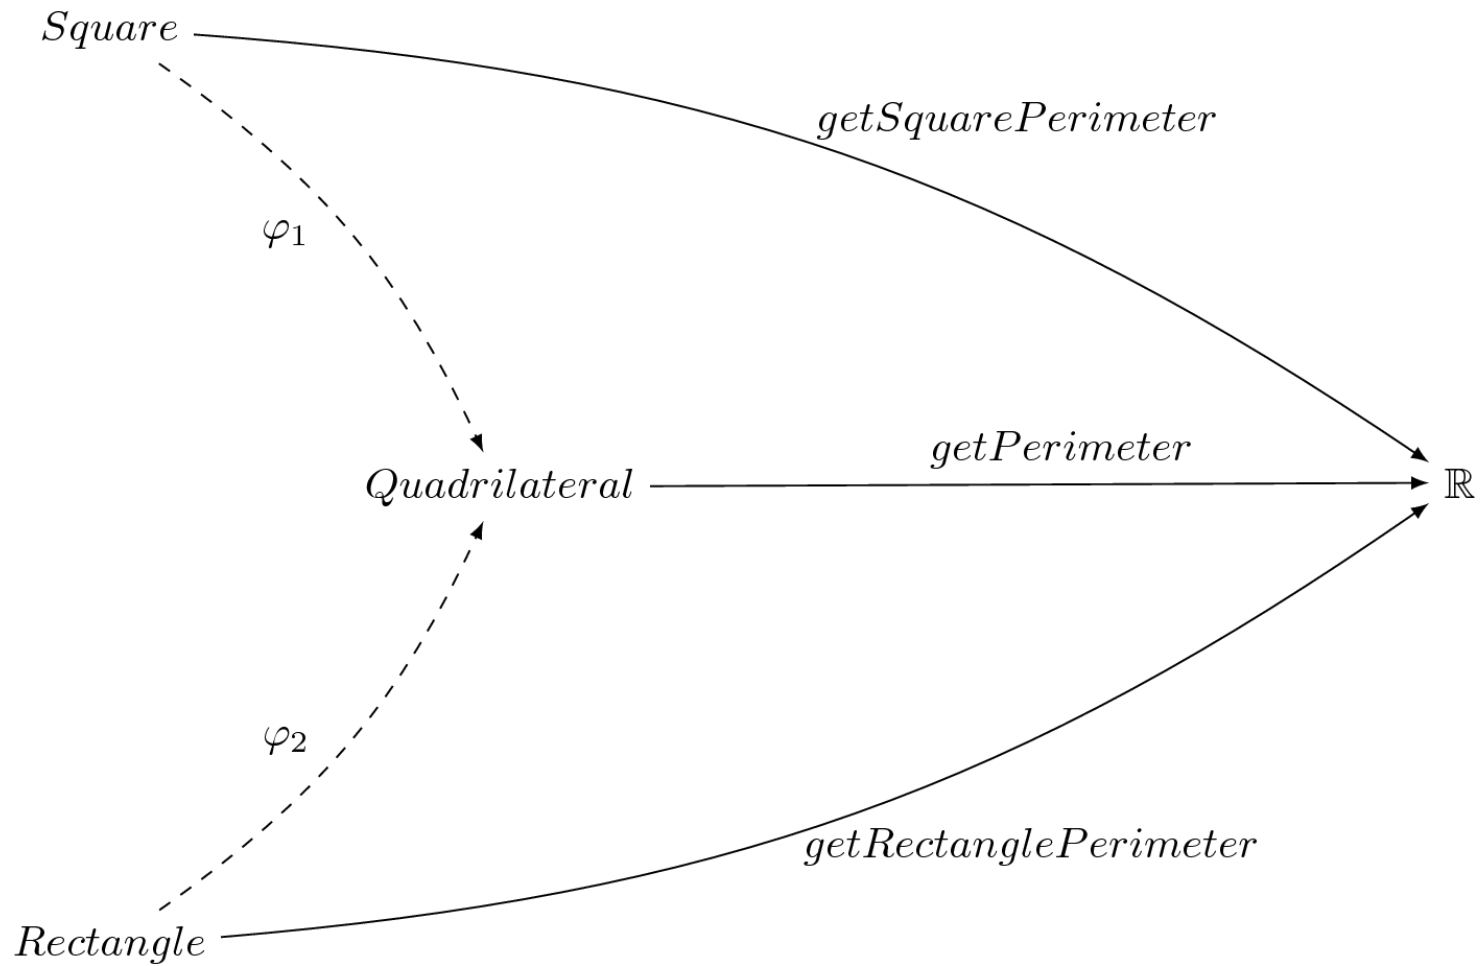 Square
getSquarePerimeter
φ₁
getPerimeter
Quadrilateral
ℝ
φ₂
getRectanglePerimeter
Rectangle